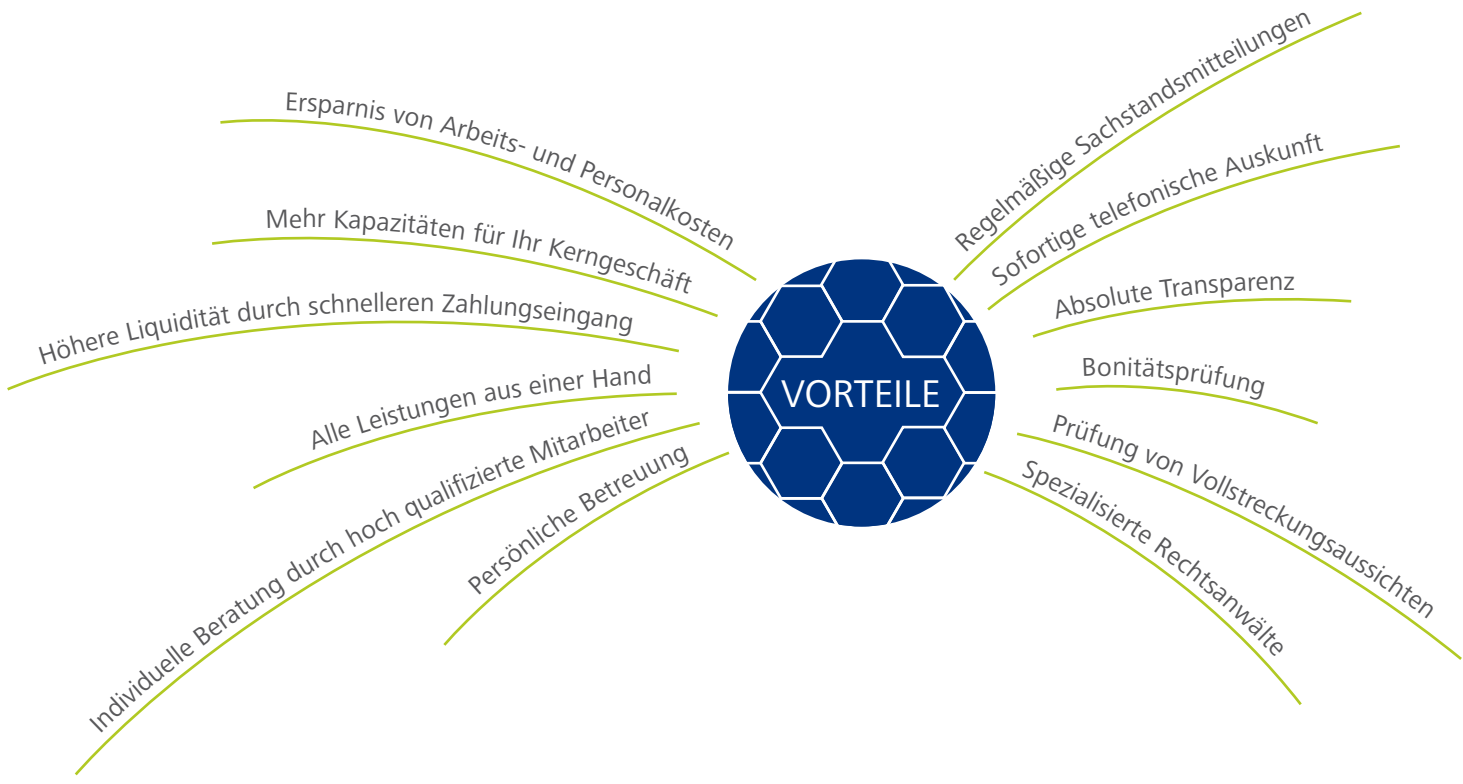 Ersparnis von Arbeits- und Personalkosten
Mehr Kapazitäten für Ihr Kerngeschäft
Höhere Liquidität durch schnelleren Zahlungseingang
Alle Leistungen aus einer Hand
Individuelle Beratung durch hoch qualifizierte Mitarbeiter
Persönliche Betreuung
VORTEILE
Regelmäßige Sachstandsmitteilungen
Sofortige telefonische Auskunft
Absolute Transparenz
Bonitätsprüfung
Prüfung von Vollstreckungsaussichten
Spezialisierte Rechtsanwälte